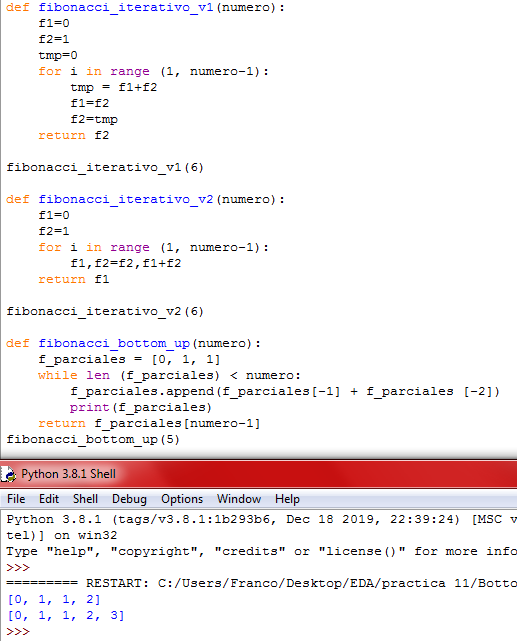 def fibonacci_iterativo_v1(numero):
    f1=0
    f2=1
    tmp=0
    for i in range (1, numero-1):
        tmp = f1+f2
        f1=f2
        f2=tmp
    return f2

fibonacci_iterativo_v1(6)

def fibonacci_iterativo_v2(numero):
    f1=0
    f2=1
    for i in range (1, numero-1):
        f1,f2=f2,f1+f2
    return f1

fibonacci_iterativo_v2(6)

def fibonacci_bottom_up(numero):
    f_parciales = [0, 1, 1]
    while len (f_parciales) < numero:
        f_parciales.append(f_parciales[-1] + f_parciales [-2])
        print(f_parciales)
    return f_parciales[numero-1]
fibonacci_bottom_up(5)
Python 3.8.1 Shell
File Edit Shell Debug Options Window Help
Python 3.8.1 (tags/v3.8.1:1b293b6, Dec 18 2019, 22:39:24) [MSC v
tel)] on win32
Type "help", "copyright", "credits" or "license()" for more info
>>>
========= RESTART: C:/Users/Franco/Desktop/EDA/practica 11/Botto
[0, 1, 1, 2]
[0, 1, 1, 2, 3]
>>>